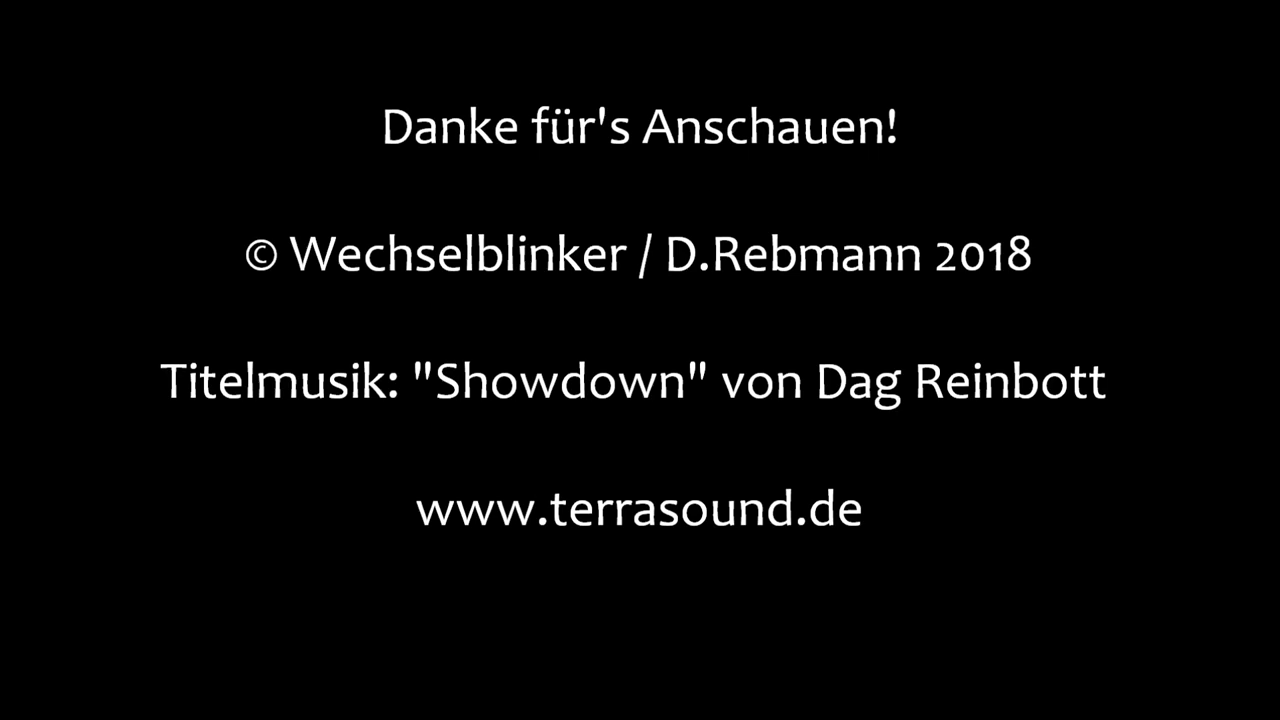 Danke für's Anschauen!
© Wechselblinker / D.Rebmann 2018
Titelmusik: "Showdown" von Dag Reinbott
www.terrasound.de